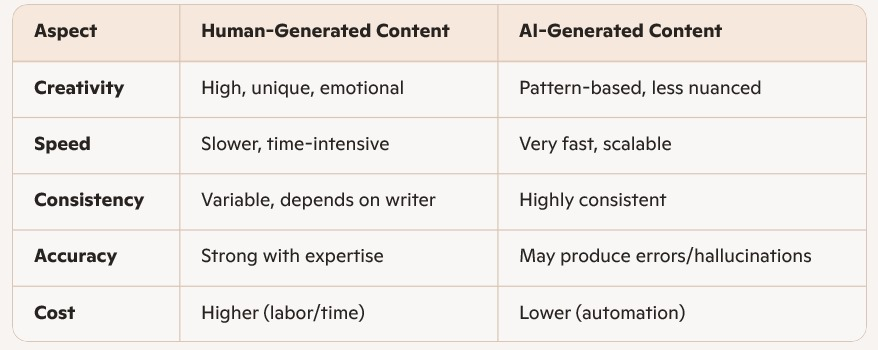 Aspect Human-Generated Content AI-Generated Content
Creativity High, unique, emotional Pattern-based, less nuanced
Speed Slower, time-intensive Very fast, scalable
Consistency Variable, depends on writer Highly consistent
Accuracy Strong with expertise May produce errors/hallucinations
Cost Higher (labor/time) Lower (automation)